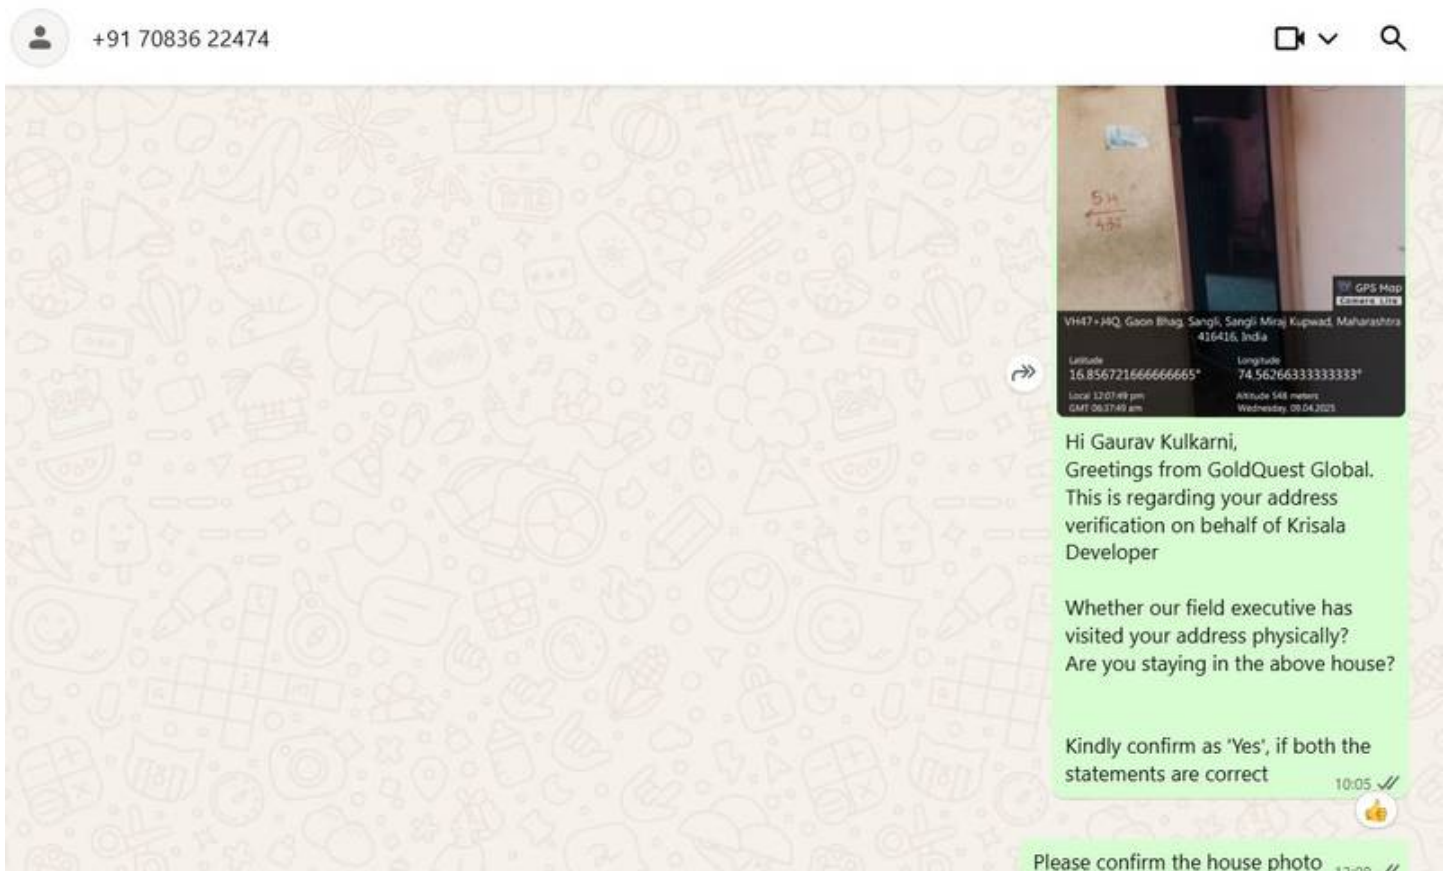 +91 70836 22474
GPS Map
Camera Lite
VH47+J4Q, Gaon Bhag, Sangli, Sangli Miraj Kupwad, Maharashtra
416416, India
Latitude
16.856721666666665°
Longitude
74.56266333333333°
Local 12:07:49 pm
GMT 06:37:49 am
Altitude 548 meters
Wednesday, 09.04.2025
Hi Gaurav Kulkarni,
Greetings from GoldQuest Global.
This is regarding your address
verification on behalf of Krisala
Developer
Whether our field executive has
visited your address physically?
Are you staying in the above house?
Kindly confirm as 'Yes', if both the
statements are correct
10:05
Please confirm the house photo